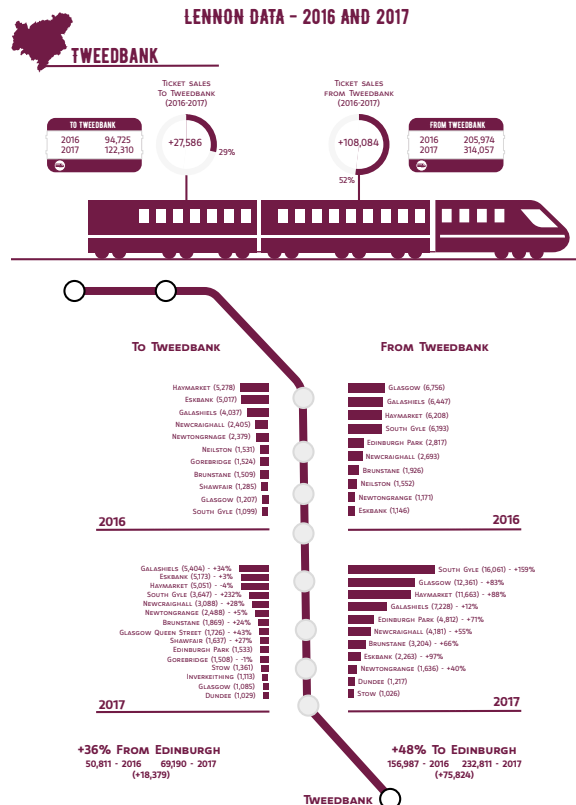 LENNON DATA - 2016 AND 2017
TWEEDBANK
TICKET SALES
TO TWEEDBANK
(2016-2017)
TICKET SALES
FROM TWEEDBANK
(2016-2017)
TO TWEEDBANK
2016 94,725
2017 122,310
+27,586
29%
+108,084
52%
FROM TWEEDBANK
2016 205,974
2017 314,057
TO TWEEDBANK
HAYMARKET (5,278)
ESKBANK (5,017)
GALASHIELS (4,037)
NEWCRAIGHALL (2,405)
NEWTONGRNAGE (2,379)
NEILSTON (1,531)
GOREBRIDGE (1,524)
BRUNSTANE (1,509)
SHAWFAIR (1,285)
GLASGOW (1,207)
SOUTH GYLE (1,099)
2016
FROM TWEEDBANK
GLASGOW (6,756)
GALASHIELS (6,447)
HAYMARKET (6,208)
SOUTH GYLE (6,193)
EDINBURGH PARK (2,817)
NEWCRAIGHALL (2,693)
BRUNSTANE (1,926)
NEILSTON (1,552)
NEWTONGRANGE (1,171)
ESKBANK (1,146)
2016
GALASHIELS (5,404) - +34%
ESKBANK (5,173) - +3%
HAYMARKET (5,051) - -4%
SOUTH GYLE (3,647) - +232%
NEWCRAIGHALL (3,088) - +28%
NEWTONGRANGE (2,488) - +5%
BRUNSTANE (1,869) - +24%
GLASGOW QUEEN STREET (1,726) - +43%
SHAWFAIR (1,637) - +27%
EDINBURGH PARK (1,533)
GOREBRIDGE (1,508) - -1%
STOW (1,361)
INVERKEITHING (1,113)
GLASGOW (1,085)
DUNDEE (1,029)
2017
SOUTH GYLE (16,061) - +159%
GLASGOW (12,361) - +83%
HAYMARKET (11,663) - +88%
GALASHIELS (7,228) - +12%
EDINBURGH PARK (4,812) - +71%
NEWCRAIGHALL (4,181) - +55%
BRUNSTANE (3,204) - +66%
ESKBANK (2,263) - +97%
NEWTONGRANGE (1,636) - +40%
DUNDEE (1,217)
STOW (1,026)
2017
+36% FROM EDINBURGH
50,811 - 2016 69,190 - 2017
(+18,379)
+48% TO EDINBURGH
156,987 - 2016 232,811 - 2017
(+75,824)
TWEEDBANK